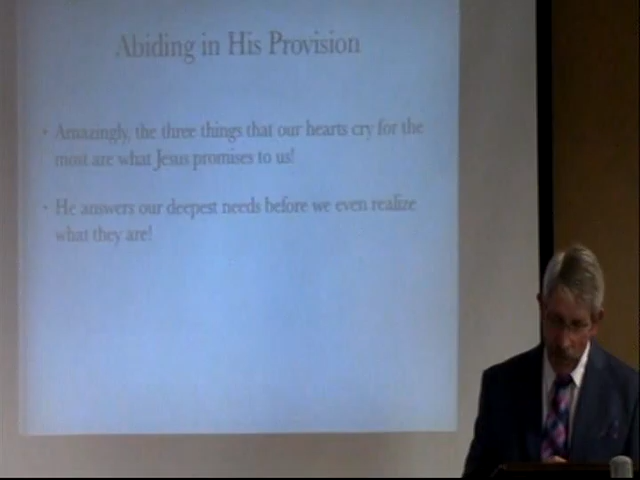 Abiding in His Provision
• Amazingly, the three things that our hearts cry for the
most are what Jesus promises to us!
• He answers our deepest needs before we even realize
what they are!